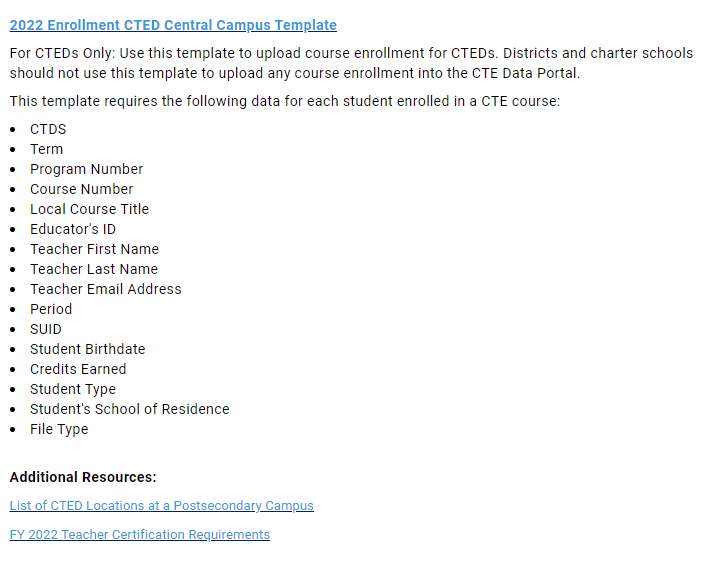 2022 Enrollment CTED Central Campus Template
For CTEDs Only: Use this template to upload course enrollment for CTEDs. Districts and charter schools
should not use this template to upload any course enrollment into the CTE Data Portal.
This template requires the following data for each student enrolled in a CTE course:
• CTDS
• Term
• Program Number
• Course Number
• Local Course Title
• Educator's ID
• Teacher First Name
• Teacher Last Name
• Teacher Email Address
• Period
• SUID
• Student Birthdate
• Credits Earned
• Student Type
• Student's School of Residence
• File Type
Additional Resources:
List of CTED Locations at a Postsecondary Campus
FY 2022 Teacher Certification Requirements